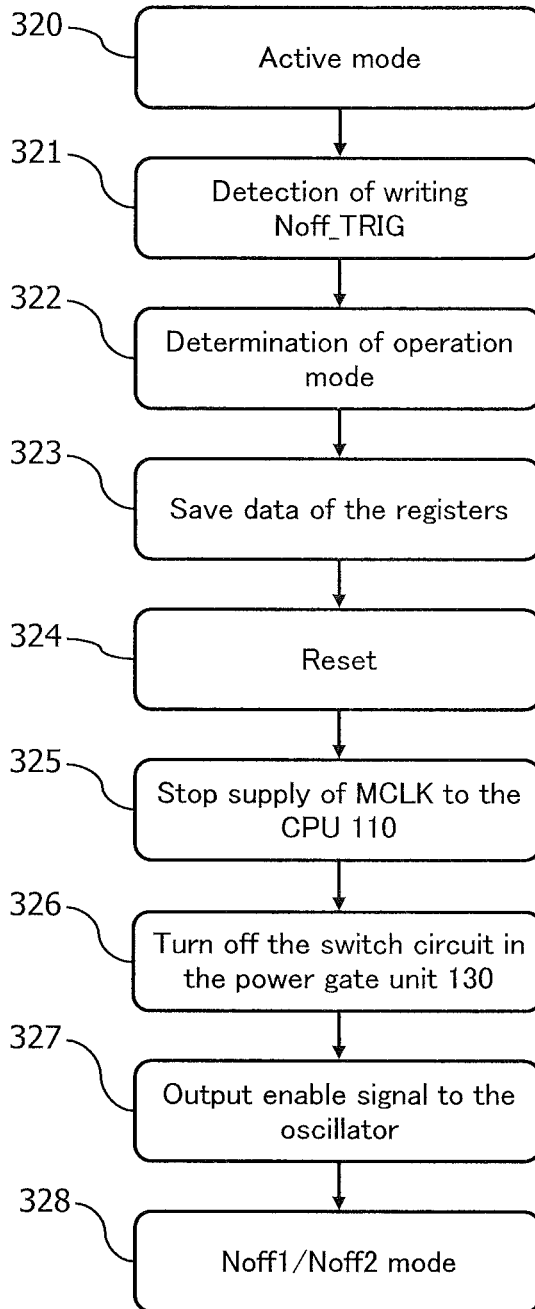 320
Active mode
321
Detection of writing
Noff_TRIG
322
Determination of operation
mode
323
Save data of the registers
324
Reset
325
Stop supply of MCLK to the
CPU 110
326
Turn off the switch circuit in
the power gate unit 130
327
Output enable signal to the
oscillator
328
Noff1/Noff2 mode